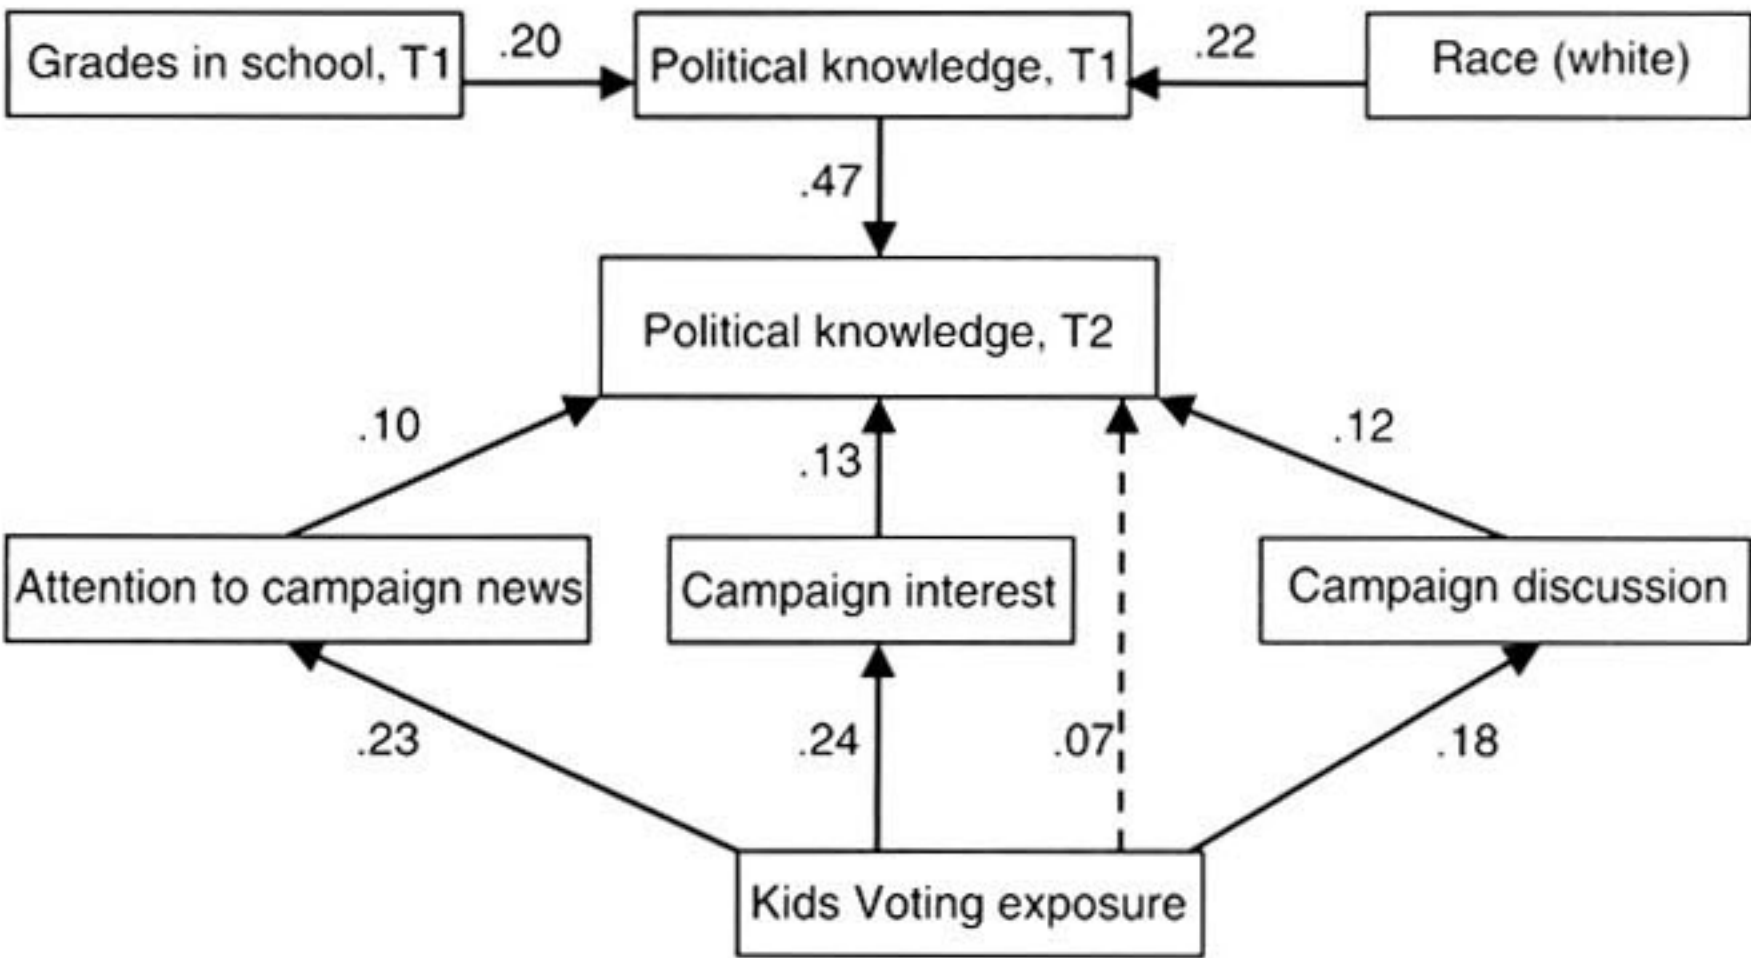 Grades in school, T1
.20
Political knowledge, T1
.22
Race (white)
.47
Political knowledge, T2
.10
.13
.12
Attention to campaign news
Campaign interest
Campaign discussion
.23
.24
.07
.18
Kids Voting exposure